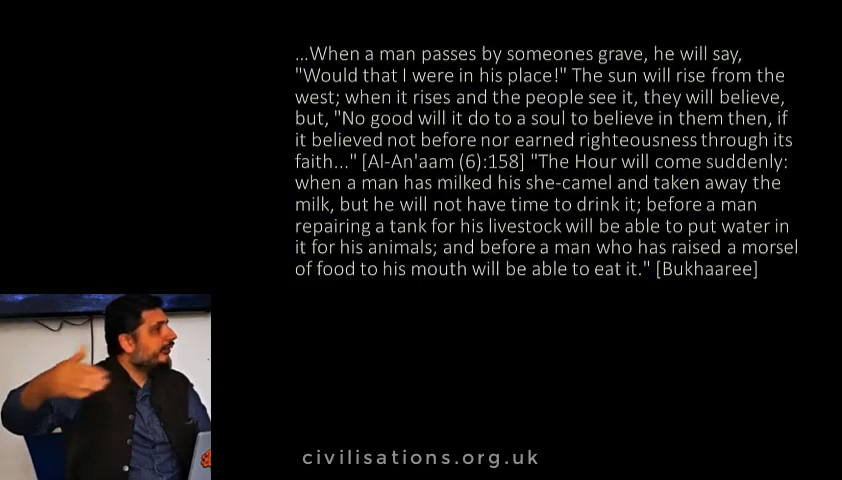 ...When a man passes by someones grave, he will say,
"Would that I were in his place!" The sun will rise from the
west; when it rises and the people see it, they will believe,
but, "No good will it do to a soul to believe in them then, if
it believed not before nor earned righteousness through its
faith..." [Al-An'aam (6):158] "The Hour will come suddenly:
when a man has milked his she-camel and taken away the
milk, but he will not have time to drink it; before a man
repairing a tank for his livestock will be able to put water in
it for his animals; and before a man who has raised a morsel
of food to his mouth will be able to eat it." [Bukhaaree]
civilisations.org.uk